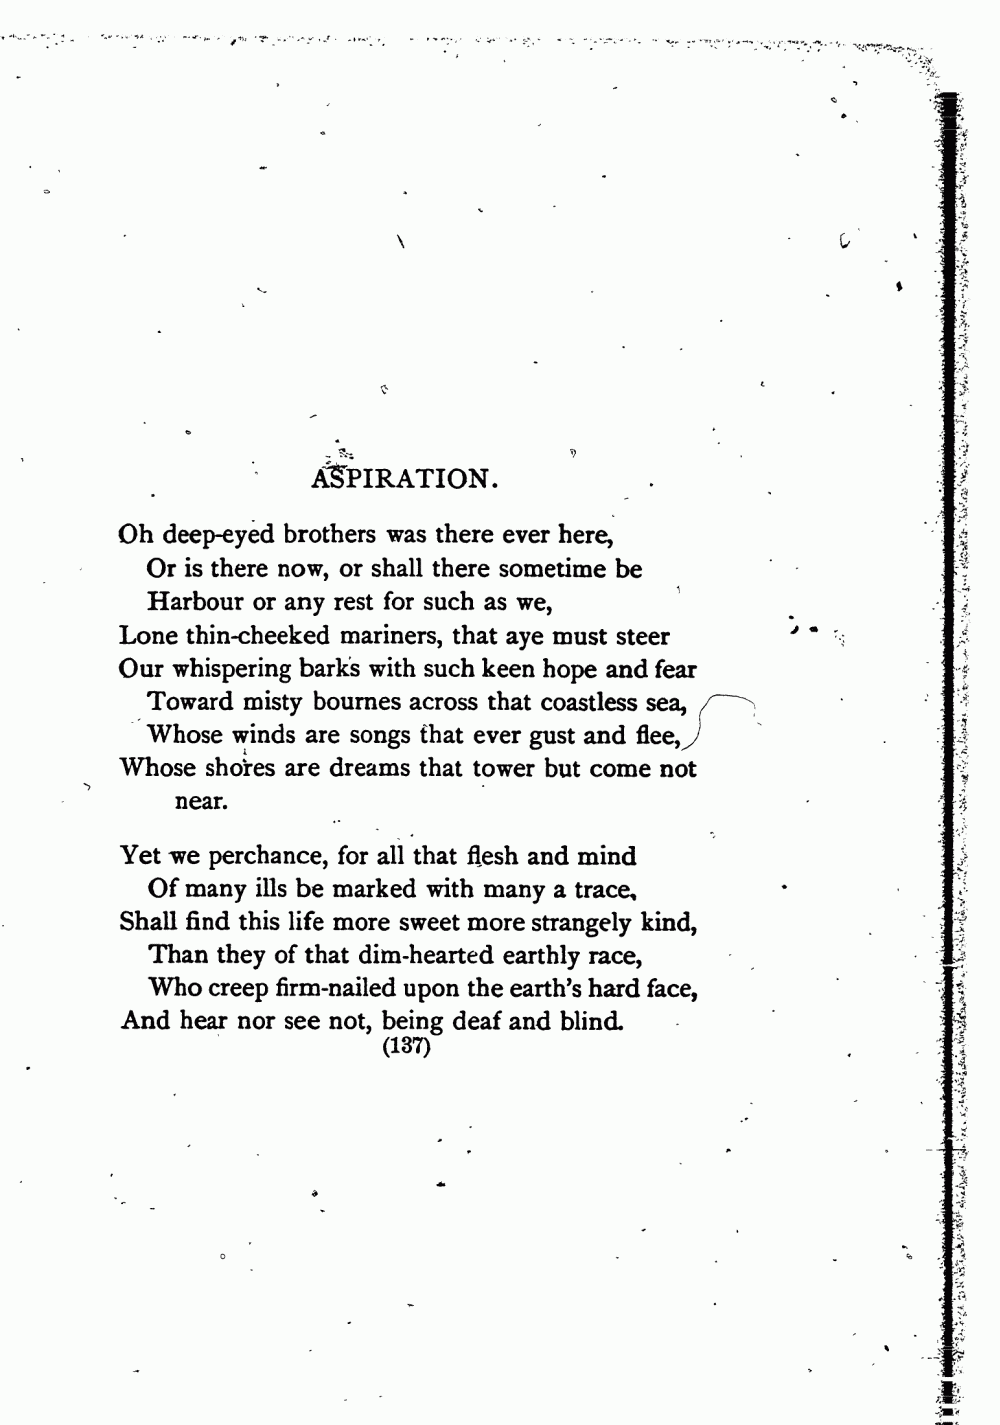 ASPIRATION.
Oh deep-eyed brothers was there ever here,
Or is there now, or shall there sometime be
Harbour or any rest for such as we,
Lone thin-cheeked mariners, that aye must steer
Our whispering barks with such keen hope and fear
Toward misty bournes across that coastless sea,
Whose winds are songs that ever gust and flee,
Whose shores are dreams that tower but come not
near.
Yet we perchance, for all that flesh and mind
Of many ills be marked with many a trace,
Shall find this life more sweet more strangely kind,
Than they of that dim-hearted earthly race,
Who creep firm-nailed upon the earth's hard face,
And hear nor see not, being deaf and blind.
(137)